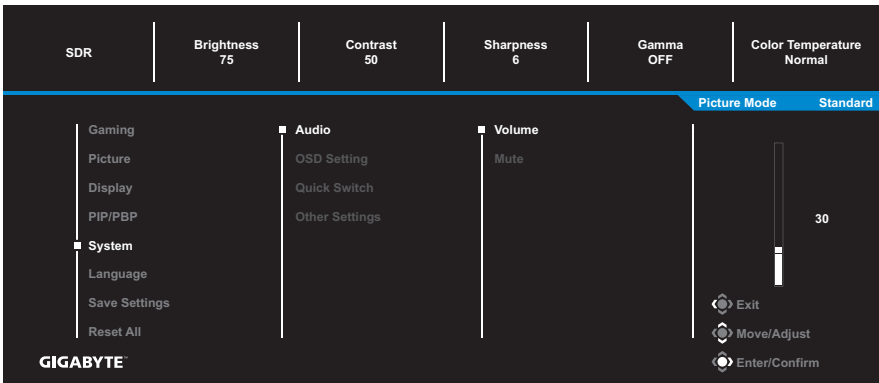 SDR
Brightness
75
Contrast
50
Sharpness
6
Gamma
OFF
Color Temperature
Normal
Picture Mode Standard
Gaming
Picture
Display
PIP/PBP
System
Language
Save Settings
Reset All
Audio
OSD Setting
Quick Switch
Other Settings
Volume
Mute
30
Exit
Move/Adjust
Enter/Confirm
GIGABYTE™